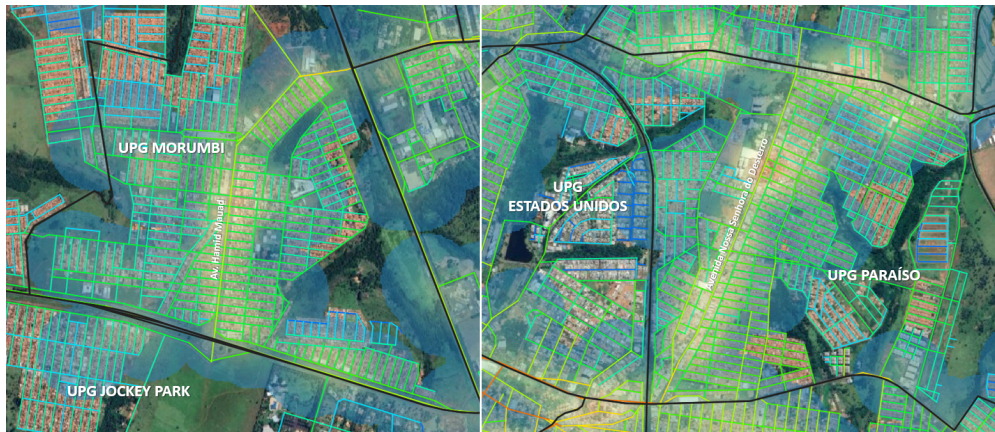 UPG MORUMBI
Av. Hamid Mauad
UPG JOCKEY PARK
UPG
ESTADOS UNIDOS
Avenida Nossa Senhora do Desterro
UPG PARAÍSO